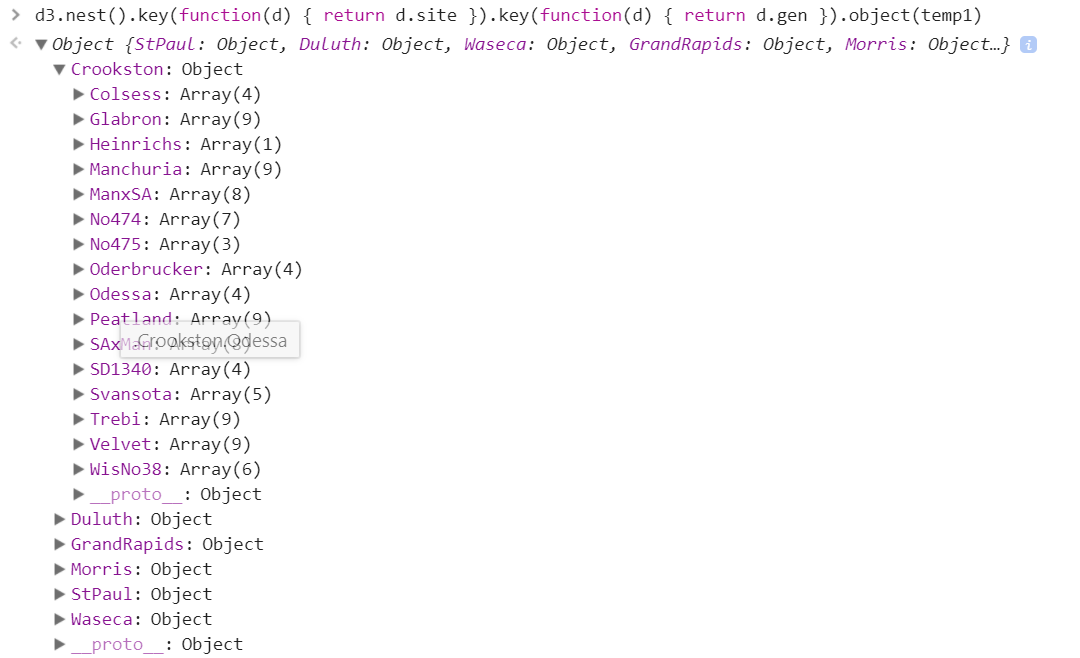 > d3.nest().key(function(d) { return d.site }).key(function(d) { return d.gen }).object(temp1)
Object {StPaul: Object, Duluth: Object, Waseca: Object, GrandRapids: Object, Morris: Object…} i
Crookston: Object
Colsess: Array(4)
Glabron: Array(9)
Heinrichs: Array(1)
Manchuria: Array(9)
ManxSA: Array(8)
No474: Array(7)
No475: Array(3)
Oderbrucker: Array(4)
Odessa: Array(4)
Peatland: Array(9)
SAxMan: Array(8)
Crookston.Odessa
SD1340: Array(4)
Svansota: Array(5)
Trebi: Array(9)
Velvet: Array(9)
WisNo38: Array(6)
__proto__: Object
Duluth: Object
GrandRapids: Object
Morris: Object
StPaul: Object
Waseca: Object
__proto__: Object